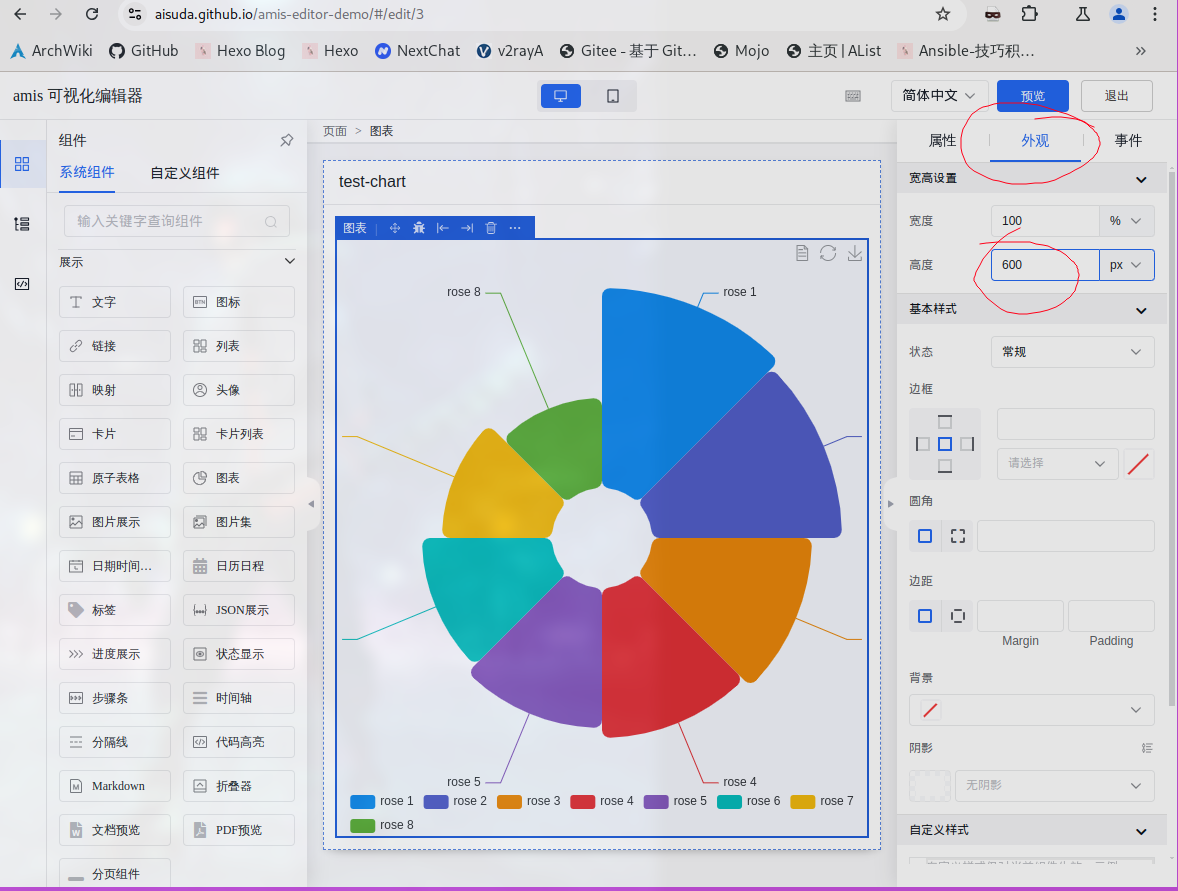 aisuda.github.io/amis-editor-demo/#/edit/3
ArchWiki GitHub Hexo Blog Hexo NextChat v2rayA Gitee - 基于 Git… Mojo 主页 | AList Ansible-技巧积…
amis 可视化编辑器 简体中文 预览 退出
组件
系统组件 自定义组件
输入关键字查询组件
展示
文字 图标
链接 列表
映射 头像
卡片 卡片列表
原子表格 图表
图片展示 图片集
日期时间… 日历日程
标签 JSON展示
进度展示 状态显示
步骤条 时间轴
分隔线 代码高亮
Markdown 折叠器
文档预览 PDF预览
分页组件
页面 > 图表
test-chart
图表
rose 8 rose 1
rose 5 rose 4
rose 1 rose 2 rose 3 rose 4 rose 5 rose 6 rose 7
rose 8
属性 外观 事件
宽高设置
宽度 100 %
高度 600 px
基本样式
状态 常规
边框
请选择
圆角
边距
Margin Padding
背景
阴影
无阴影
自定义样式